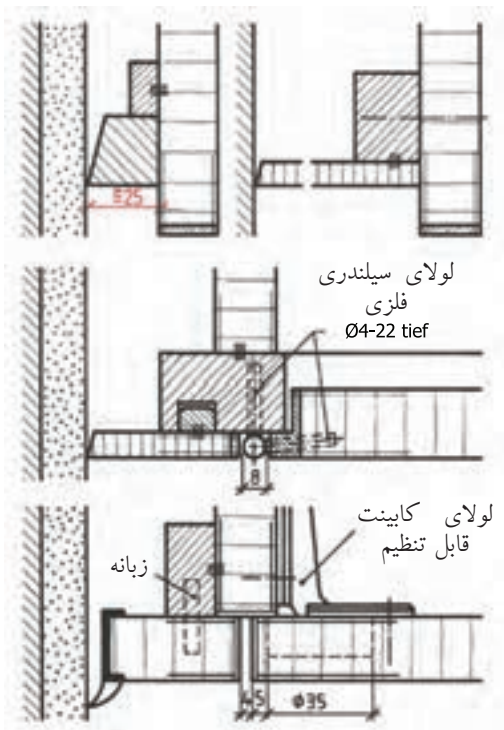 ≡25
لولای سیلندری
فلزی
Ø4-22 tief
8
لولای کابینت
قابل تنظیم
زبانه
4,5
Ø35